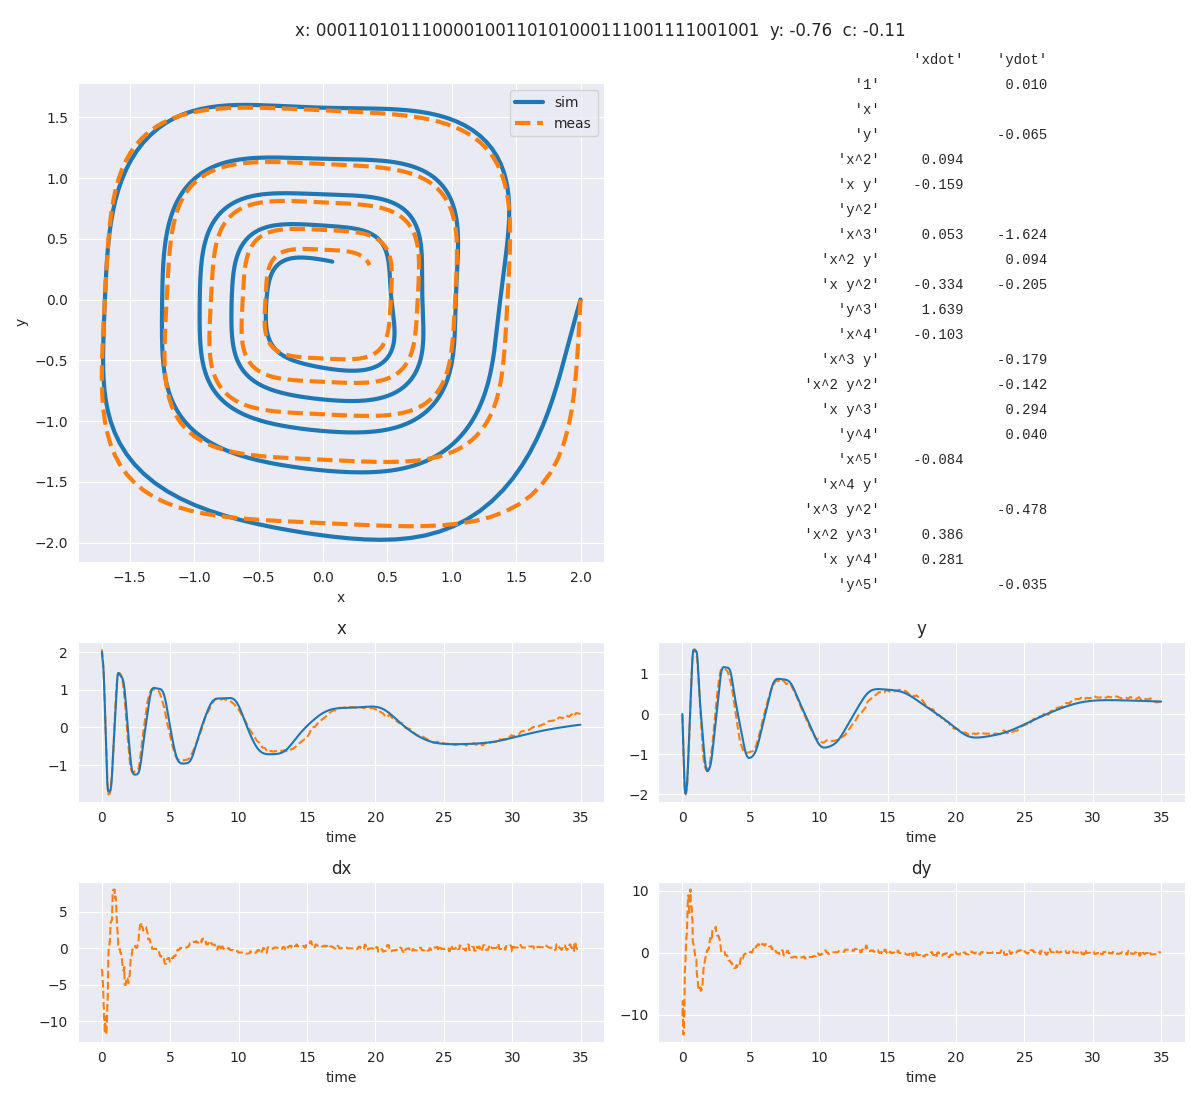 x: 000110101110000100110101000111001111001001  y: -0.76  c: -0.11
'xdot' 'ydot'
'1' 0.010
'x'
'y' -0.065
'x^2' 0.094
'x y' -0.159
'y^2'
'x^3' 0.053 -1.624
'x^2 y' 0.094
'x y^2' -0.334 -0.205
'y^3' 1.639
'x^4' -0.103
'x^3 y' -0.179
'x^2 y^2' -0.142
'x y^3' 0.294
'y^4' 0.040
'x^5' -0.084
'x^4 y'
'x^3 y^2' -0.478
'x^2 y^3' 0.386
'x y^4' 0.281
'y^5' -0.035
sim
meas
1.5
1.0
0.5
0.0
−0.5
−1.0
−1.5
−2.0
y
−1.5 −1.0 −0.5 0.0 0.5 1.0 1.5 2.0
x
x
2
1
0
−1
0 5 10 15 20 25 30 35
time
y
1
0
−1
−2
0 5 10 15 20 25 30 35
time
dx
5
0
−5
−10
0 5 10 15 20 25 30 35
time
dy
10
0
−10
0 5 10 15 20 25 30 35
time